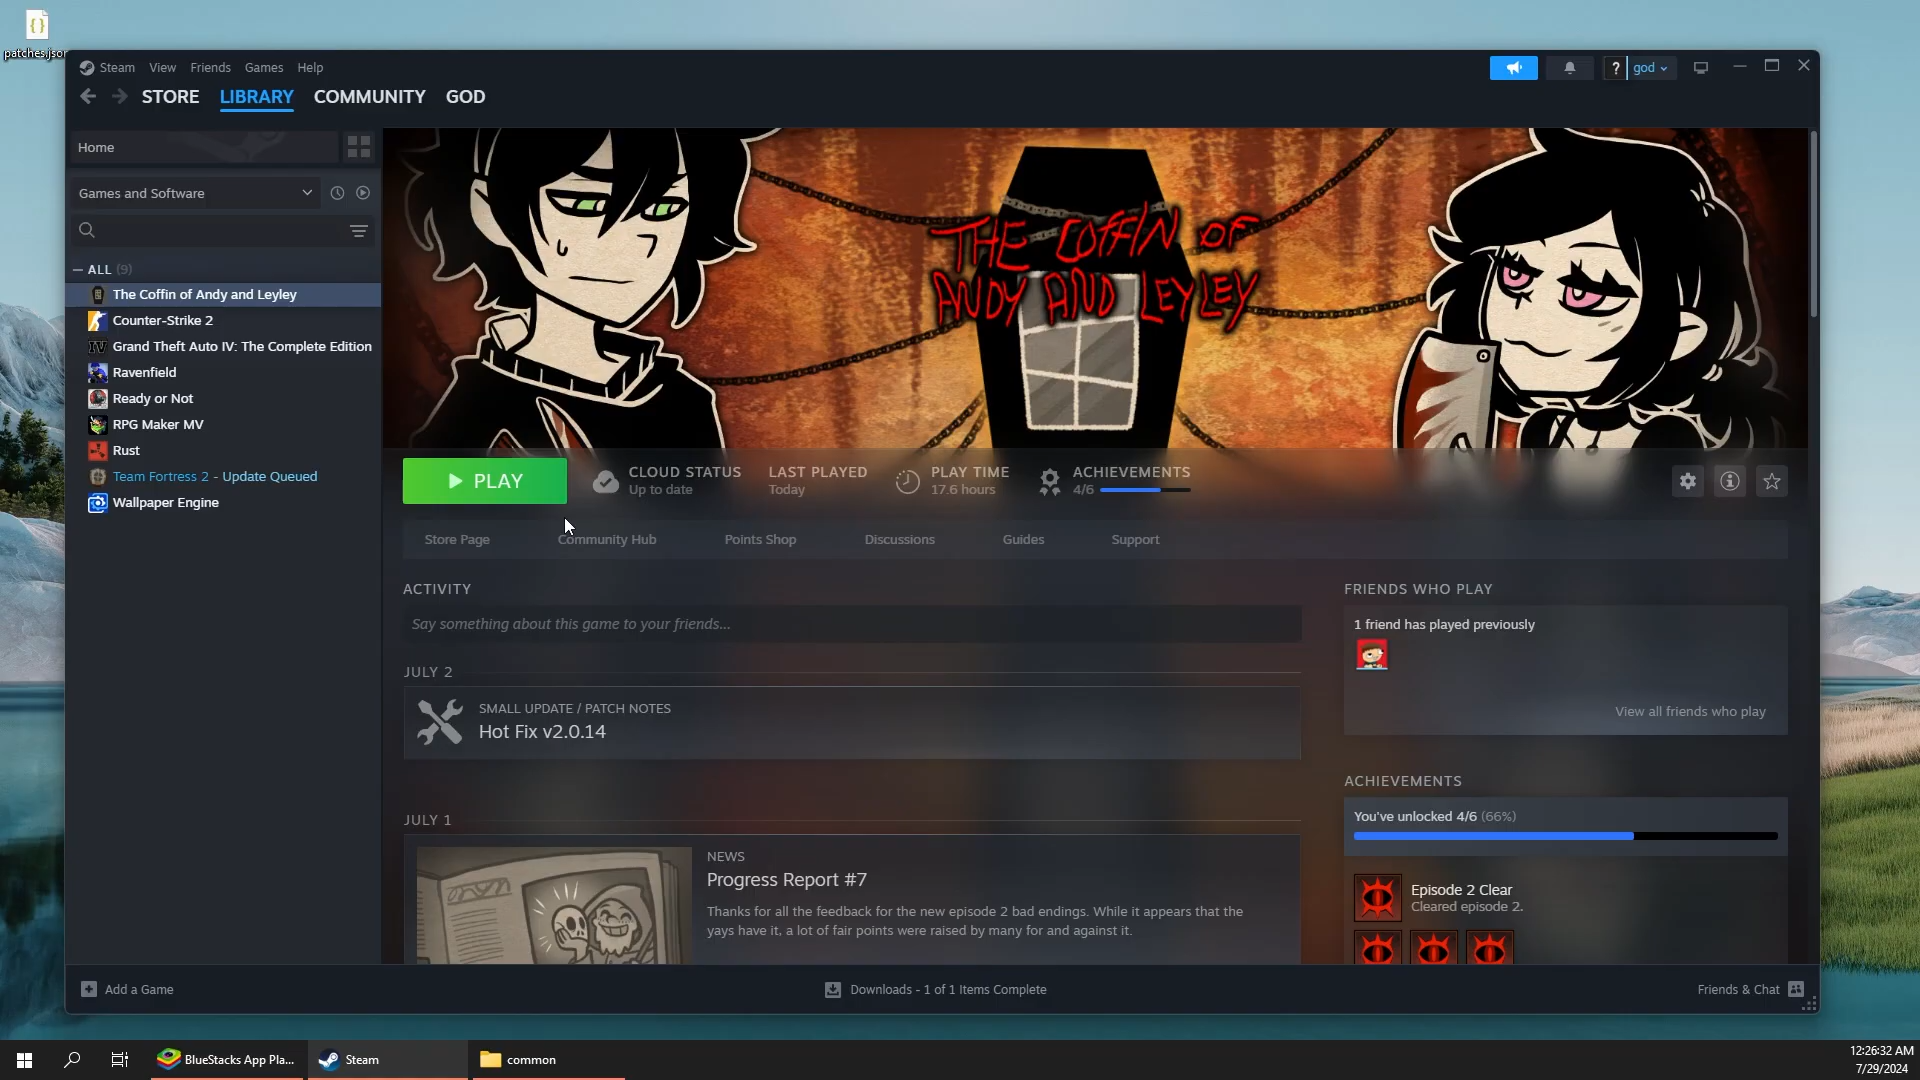 patches.json
Steam View Friends Games Help
? god
STORE LIBRARY COMMUNITY GOD
Home
Games and Software
ALL (9)
The Coffin of Andy and Leyley
Counter-Strike 2
Grand Theft Auto IV: The Complete Edition
Ravenfield
Ready or Not
RPG Maker MV
Rust
Team Fortress 2 - Update Queued
Wallpaper Engine
THE COFFIN OF
ANDY AND LEYLEY
PLAY
CLOUD STATUS
Up to date
LAST PLAYED
Today
PLAY TIME
17.6 hours
ACHIEVEMENTS
4/6
Store Page Community Hub Points Shop Discussions Guides Support
ACTIVITY
Say something about this game to your friends...
JULY 2
SMALL UPDATE / PATCH NOTES
Hot Fix v2.0.14
JULY 1
NEWS
Progress Report #7
Thanks for all the feedback for the new episode 2 bad endings. While it appears that the
yays have it, a lot of fair points were raised by many for and against it.
FRIENDS WHO PLAY
1 friend has played previously
View all friends who play
ACHIEVEMENTS
You've unlocked 4/6 (66%)
Episode 2 Clear
Cleared episode 2.
Add a Game
Downloads - 1 of 1 Items Complete
Friends & Chat
BlueStacks App Pla...
Steam
common
12:26:32 AM
7/29/2024